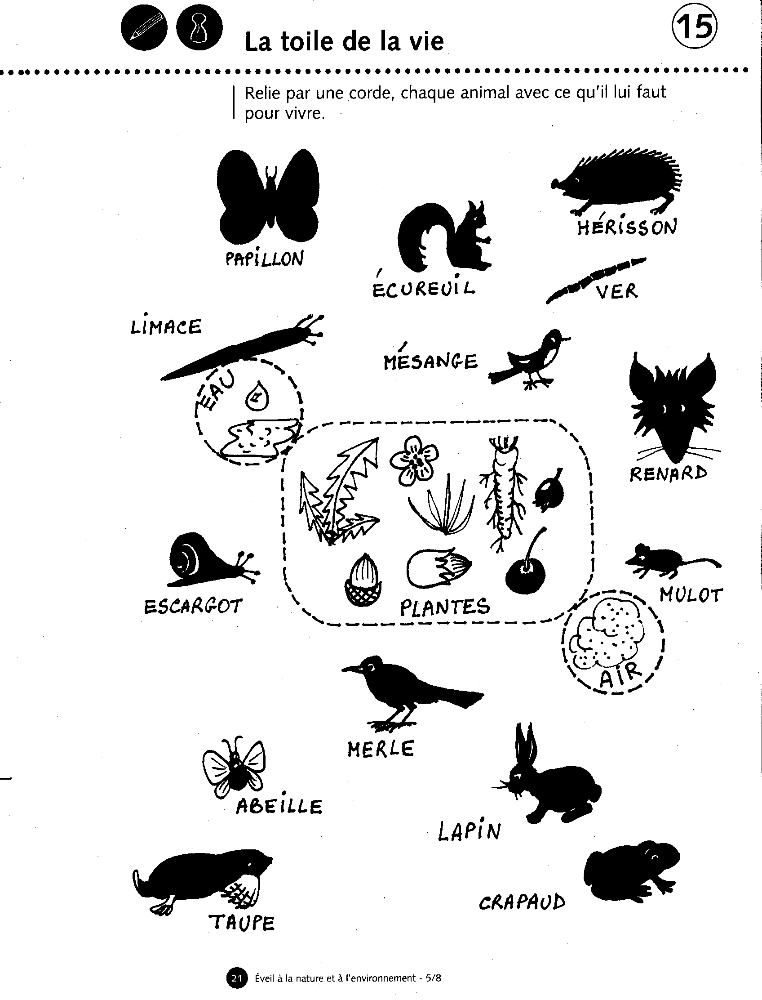 La toile de la vie
15
Relie par une corde, chaque animal avec ce qu'il lui faut
pour vivre.
PAPiLLON
ÉCUREUiL
HÉRiSSON
VER
LiMACE
MÉSANGE
EAU
RENARD
ESCARGOT
PLANTES
MULOT
AiR
MERLE
ABEiLLE
LAPiN
CRAPAUD
TAUPE
21 Éveil à la nature et à l'environnement - 5/8